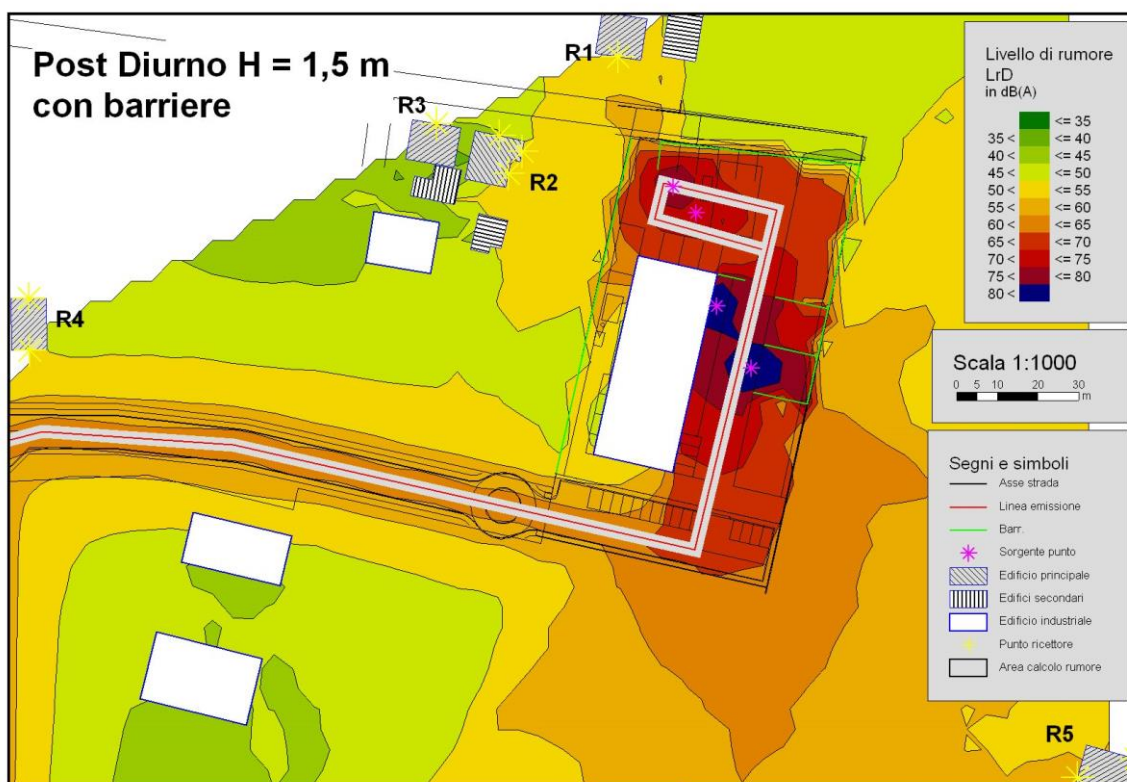 Post Diurno H = 1,5 m
con barriere
R1
R3
R2
R4
R5
Livello di rumore
LrD
in dB(A)
<= 35
35 < <= 40
40 < <= 45
45 < <= 50
50 < <= 55
55 < <= 60
60 < <= 65
65 < <= 70
70 < <= 75
75 < <= 80
80 <
Scala 1:1000
0 5 10 20 30
m
Segni e simboli
Asse strada
Linea emissione
Barr.
Sorgente punto
Edificio principale
Edifici secondari
Edificio industriale
Punto ricettore
Area calcolo rumore